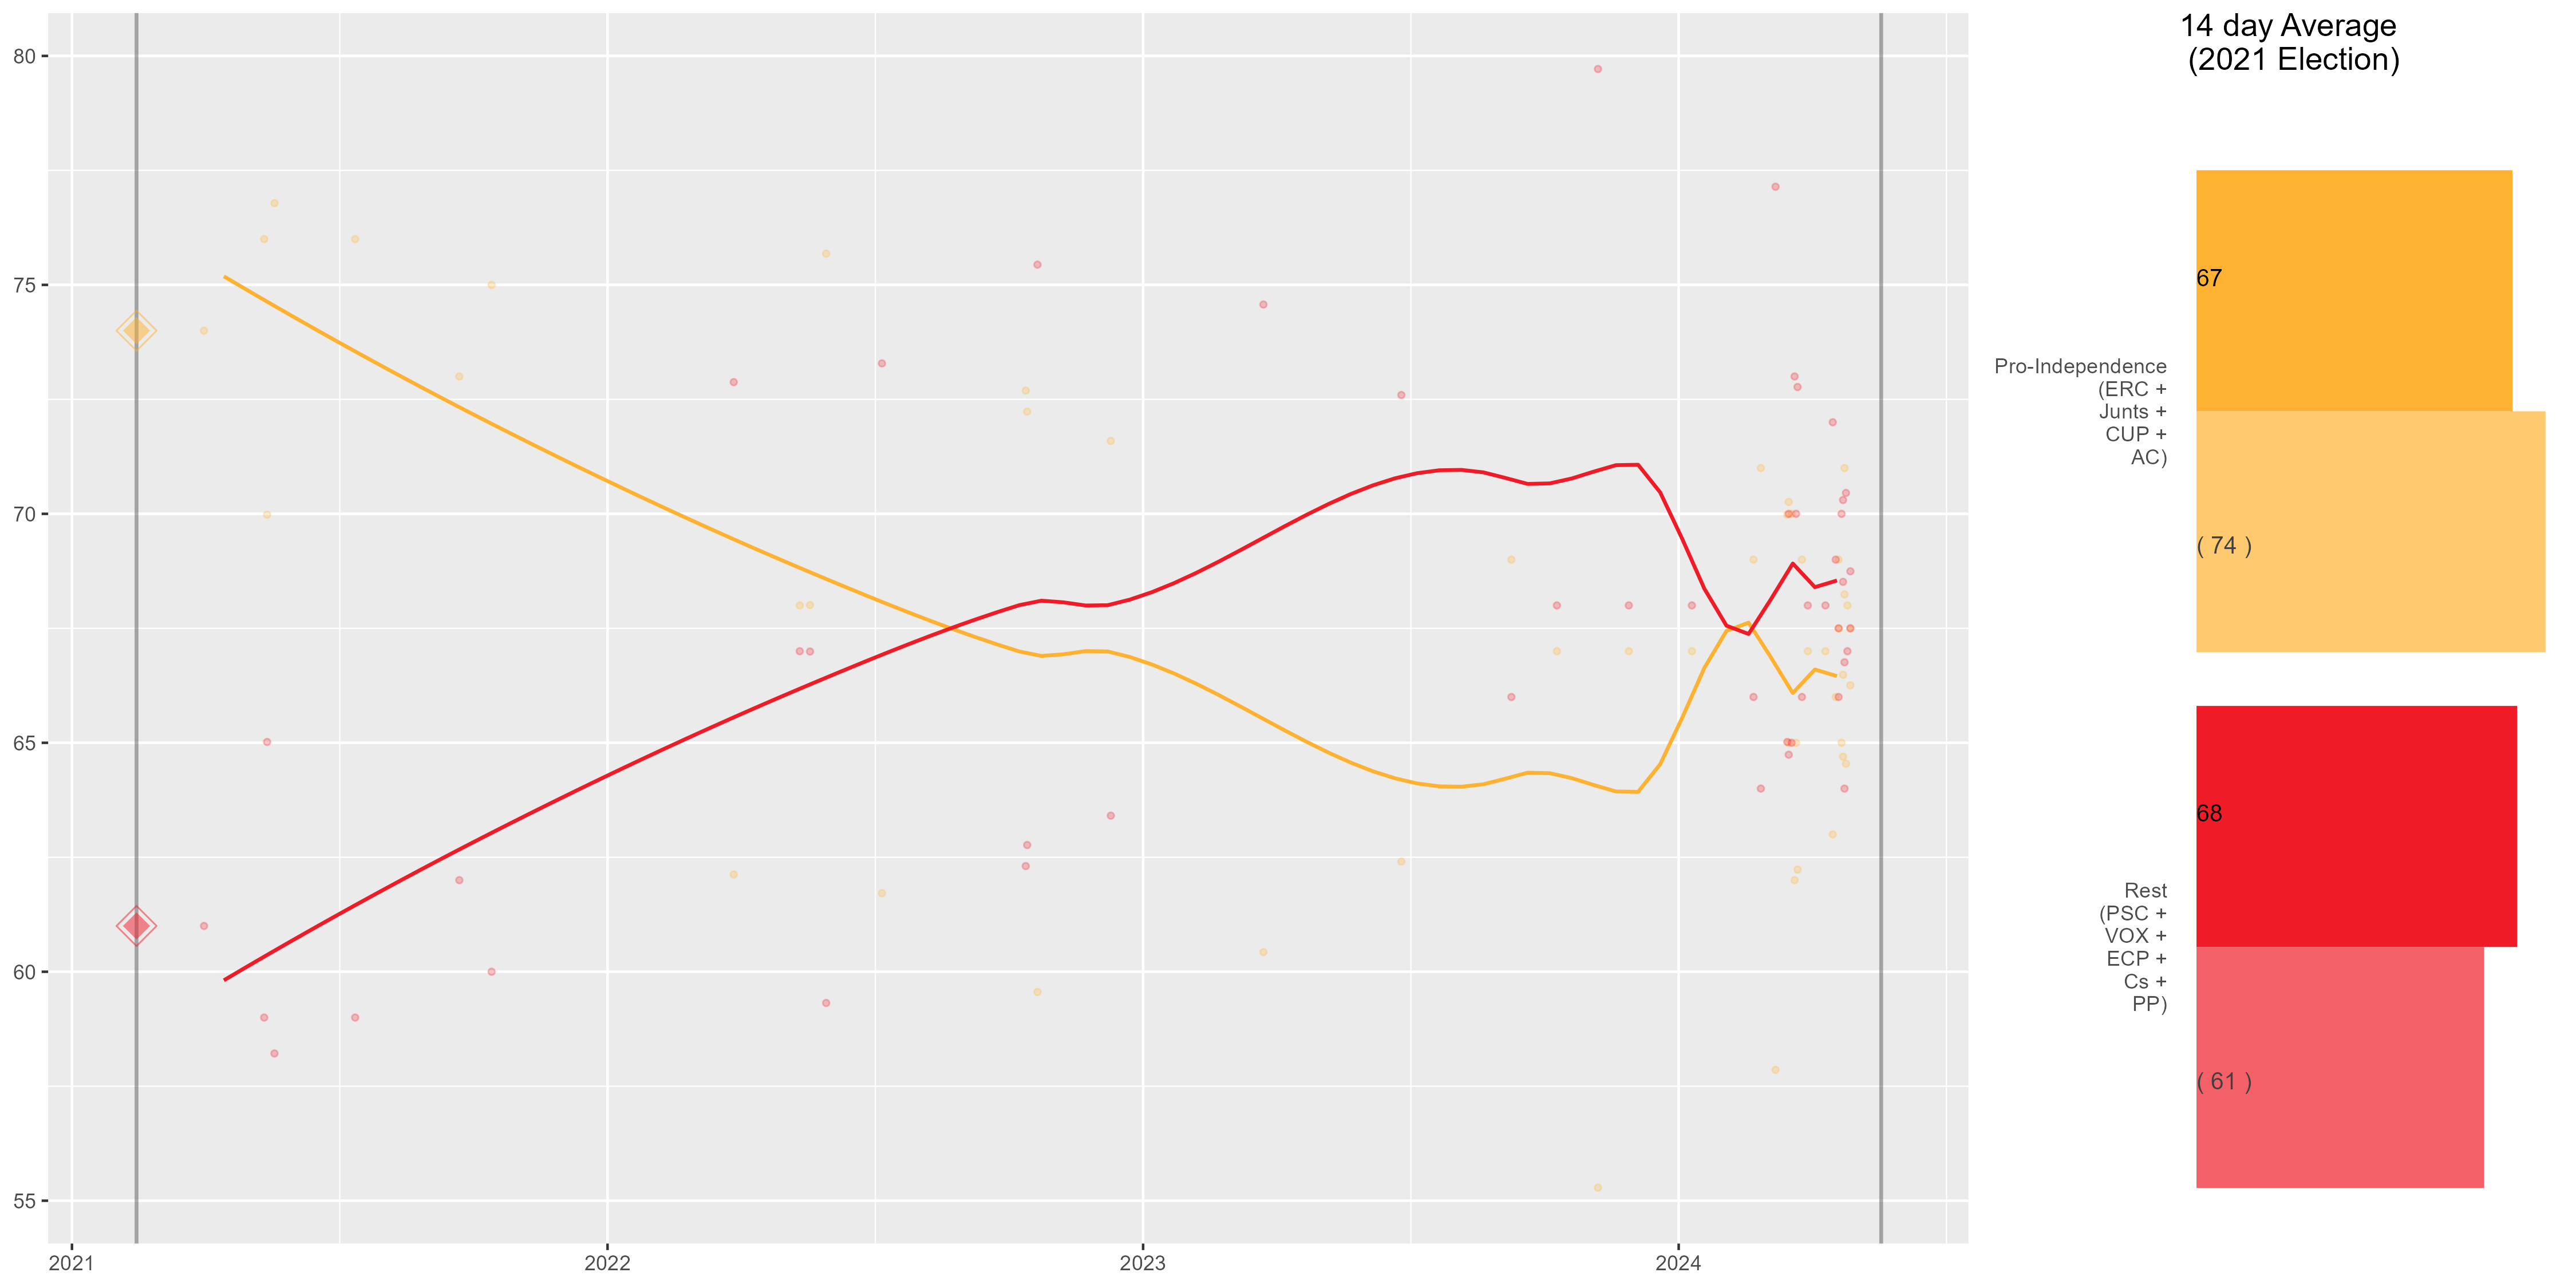 80
75
70
65
60
55
2021
2022
2023
2024
14 day Average
(2021 Election)
Pro-Independence
(ERC +
Junts +
CUP +
AC)
67
( 74 )
Rest
(PSC +
VOX +
ECP +
Cs +
PP)
68
( 61 )